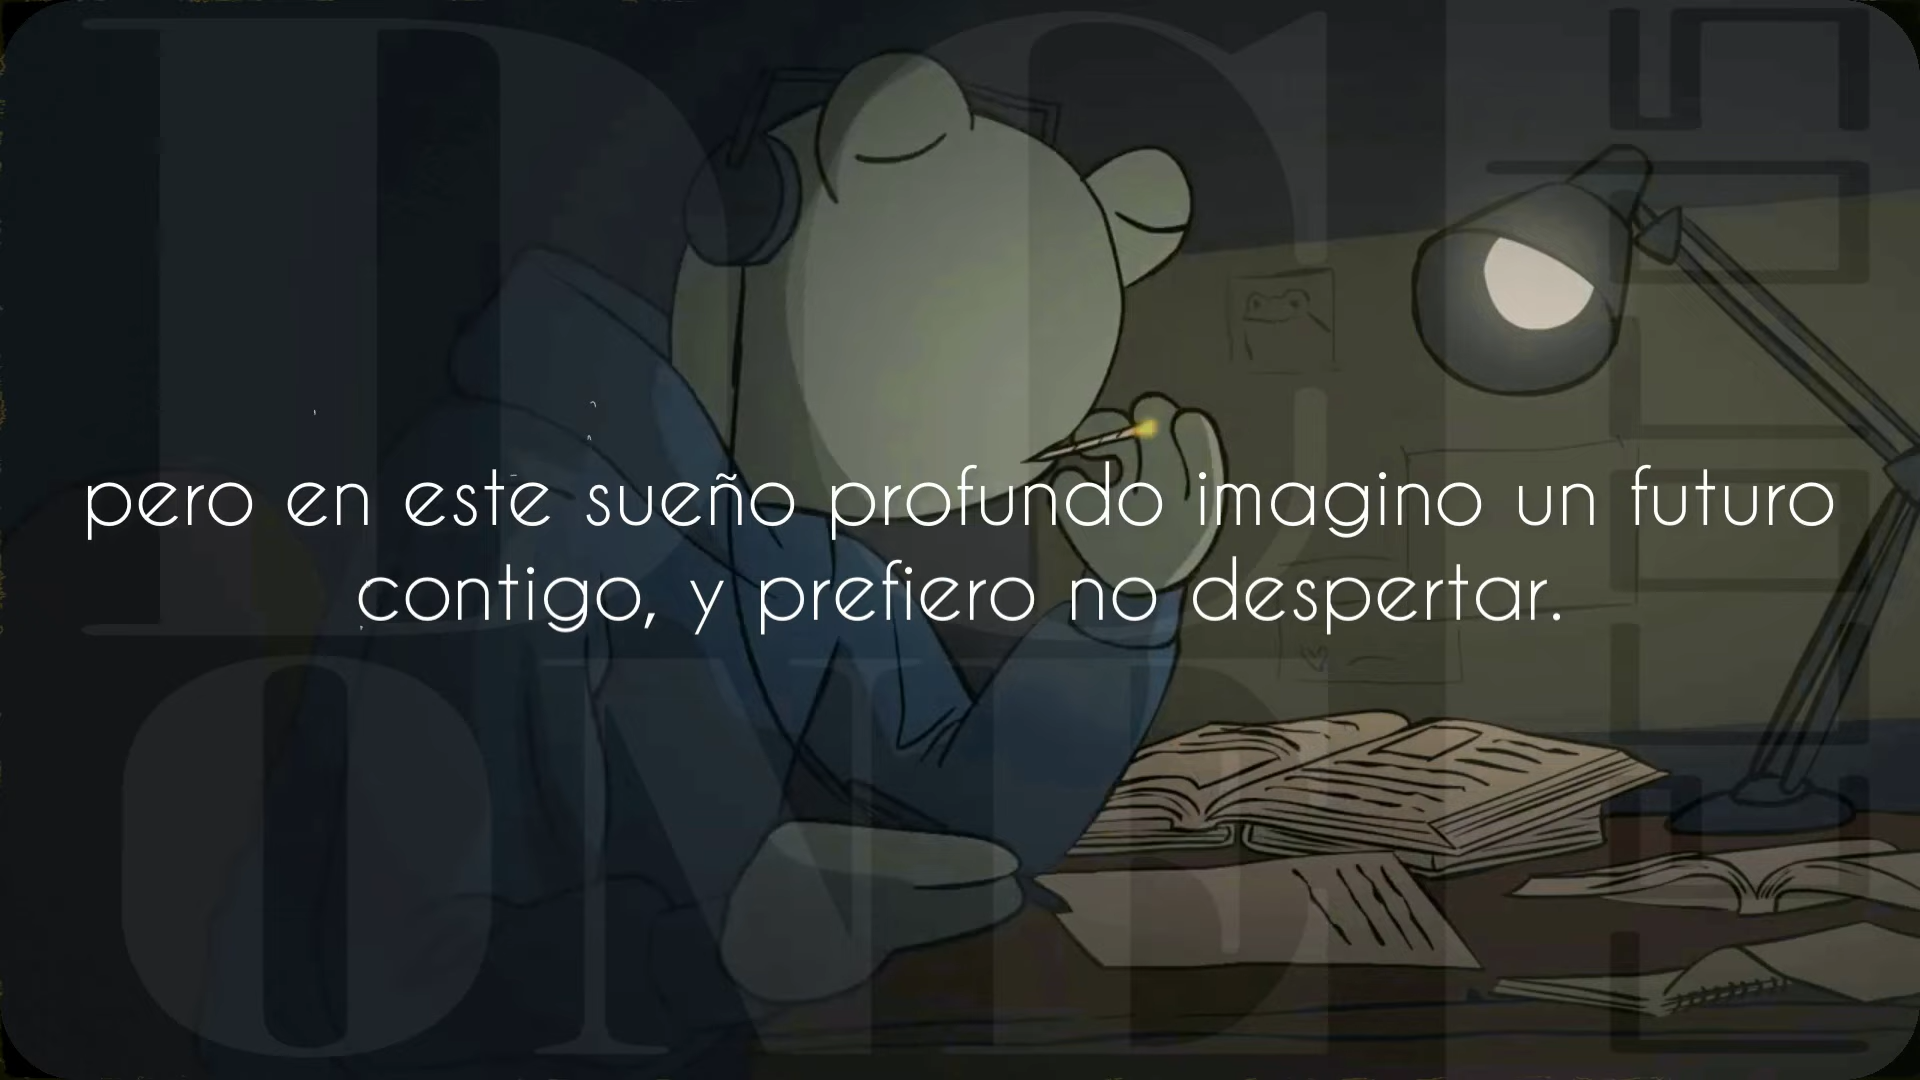 pero en este sueño profundo imagino un futuro
contigo, y prefiero no despertar.